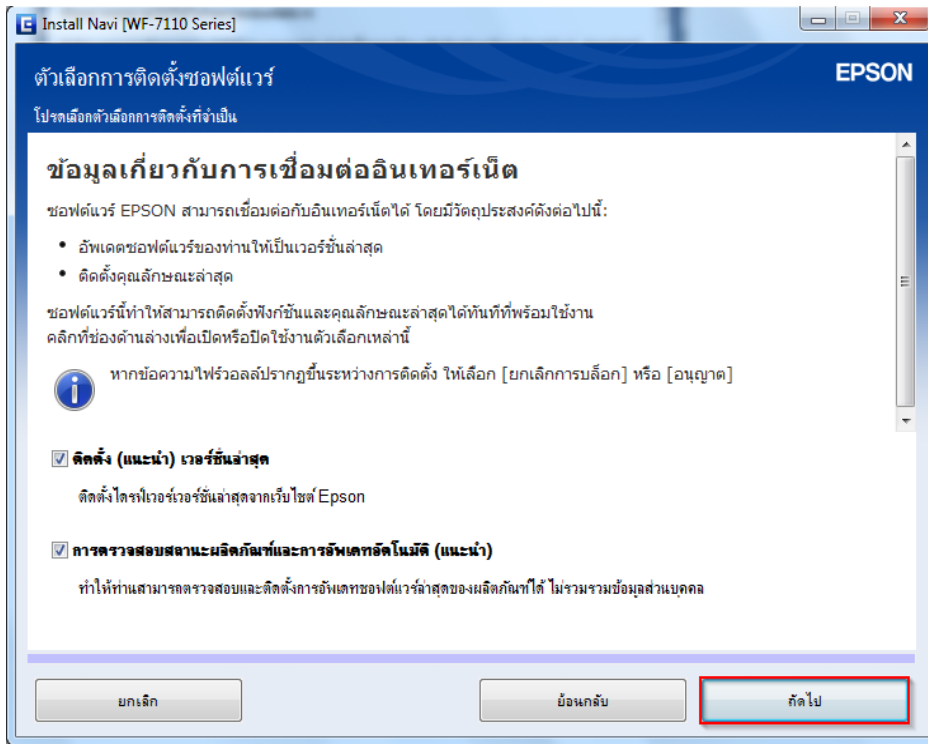 Install Navi [WF-7110 Series]
ตัวเลือกการติดตั้งซอฟต์แวร์
EPSON
โปรดเลือกตัวเลือกการติดตั้งที่จำเป็น
ข้อมูลเกี่ยวกับการเชื่อมต่ออินเทอร์เน็ต
ซอฟต์แวร์ EPSON สามารถเชื่อมต่อกับอินเทอร์เน็ตได้ โดยมีวัตถุประสงค์ดังต่อไปนี้:
• อัพเดตซอฟต์แวร์ของท่านให้เป็นเวอร์ชั่นล่าสุด
• ติดตั้งคุณลักษณะล่าสุด
ซอฟต์แวร์นี้ทำให้สามารถติดตั้งฟังก์ชันและคุณลักษณะล่าสุดได้ทันทีที่พร้อมใช้งาน
คลิกที่ช่องด้านล่างเพื่อเปิดหรือปิดใช้งานตัวเลือกเหล่านี้
หากข้อความไฟร์วอลล์ปรากฏขึ้นระหว่างการติดตั้ง ให้เลือก [ยกเลิกการบล็อก] หรือ [อนุญาต]
ติดตั้ง (แนะนำ) เวอร์ชั่นล่าสุด
ติดตั้งไดรฟ์เวอร์เวอร์ชั่นล่าสุดจากเว็บไซต์ Epson
การตรวจสอบสถานะผลิตภัณฑ์และการอัพเดทอัตโนมัติ (แนะนำ)
ทำให้ท่านสามารถตรวจสอบและติดตั้งการอัพเดทซอฟต์แวร์ล่าสุดของผลิตภัณฑ์ได้ ไม่รวมรวมข้อมูลส่วนบุคคล
ยกเลิก
ย้อนกลับ
ถัดไป